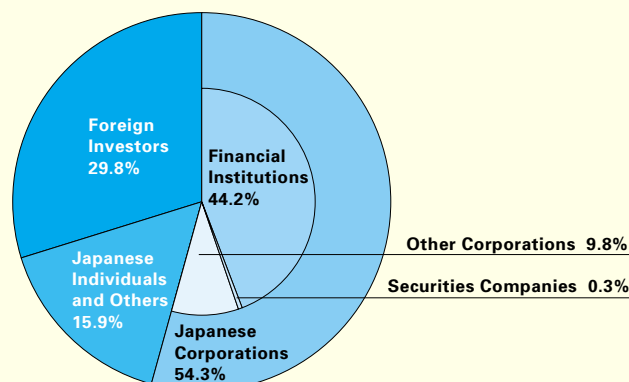 Foreign
Investors
29.8%
Financial
Institutions
44.2%
Other Corporations 9.8%
Securities Companies 0.3%
Japanese
Individuals
and Others
15.9%
Japanese
Corporations
54.3%